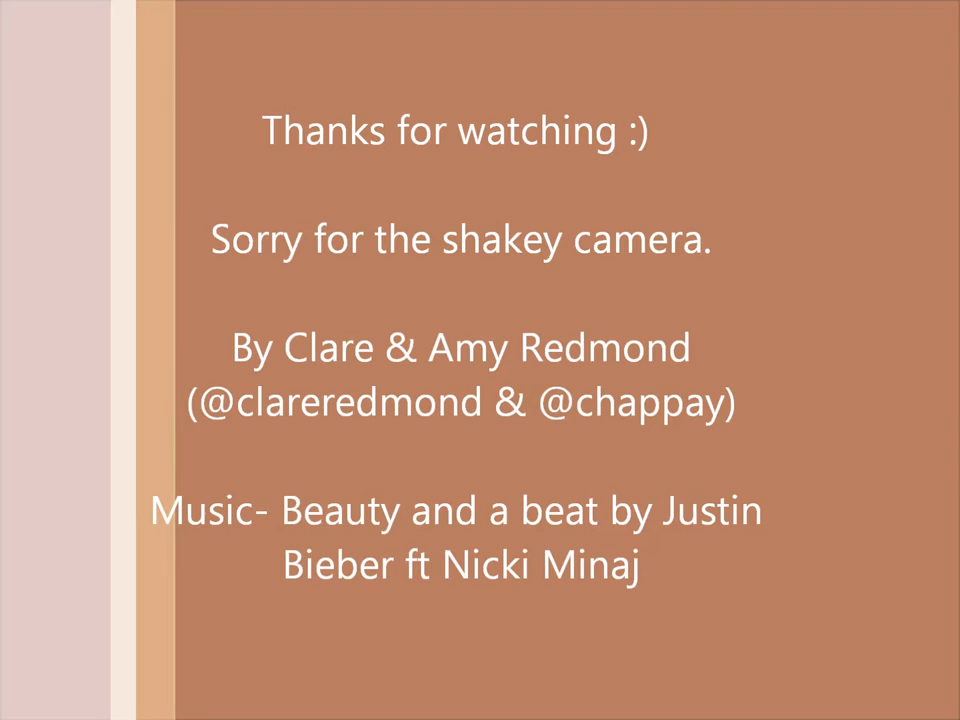 Thanks for watching :)
Sorry for the shakey camera.
By Clare & Amy Redmond
(@clareredmond & @chappay)
Music- Beauty and a beat by Justin
Bieber ft Nicki Minaj